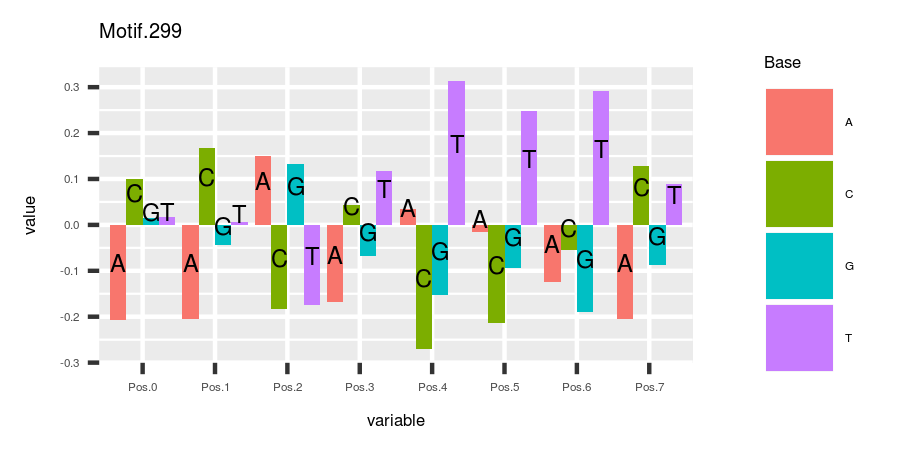 Motif.299
Base
A
C
G
T
value
0.3
0.2
0.1
0.0
-0.1
-0.2
-0.3
A C G T A C G T A C G T A C G T A C G T A C G T A C G T A C G T
Pos.0 Pos.1 Pos.2 Pos.3 Pos.4 Pos.5 Pos.6 Pos.7
variable